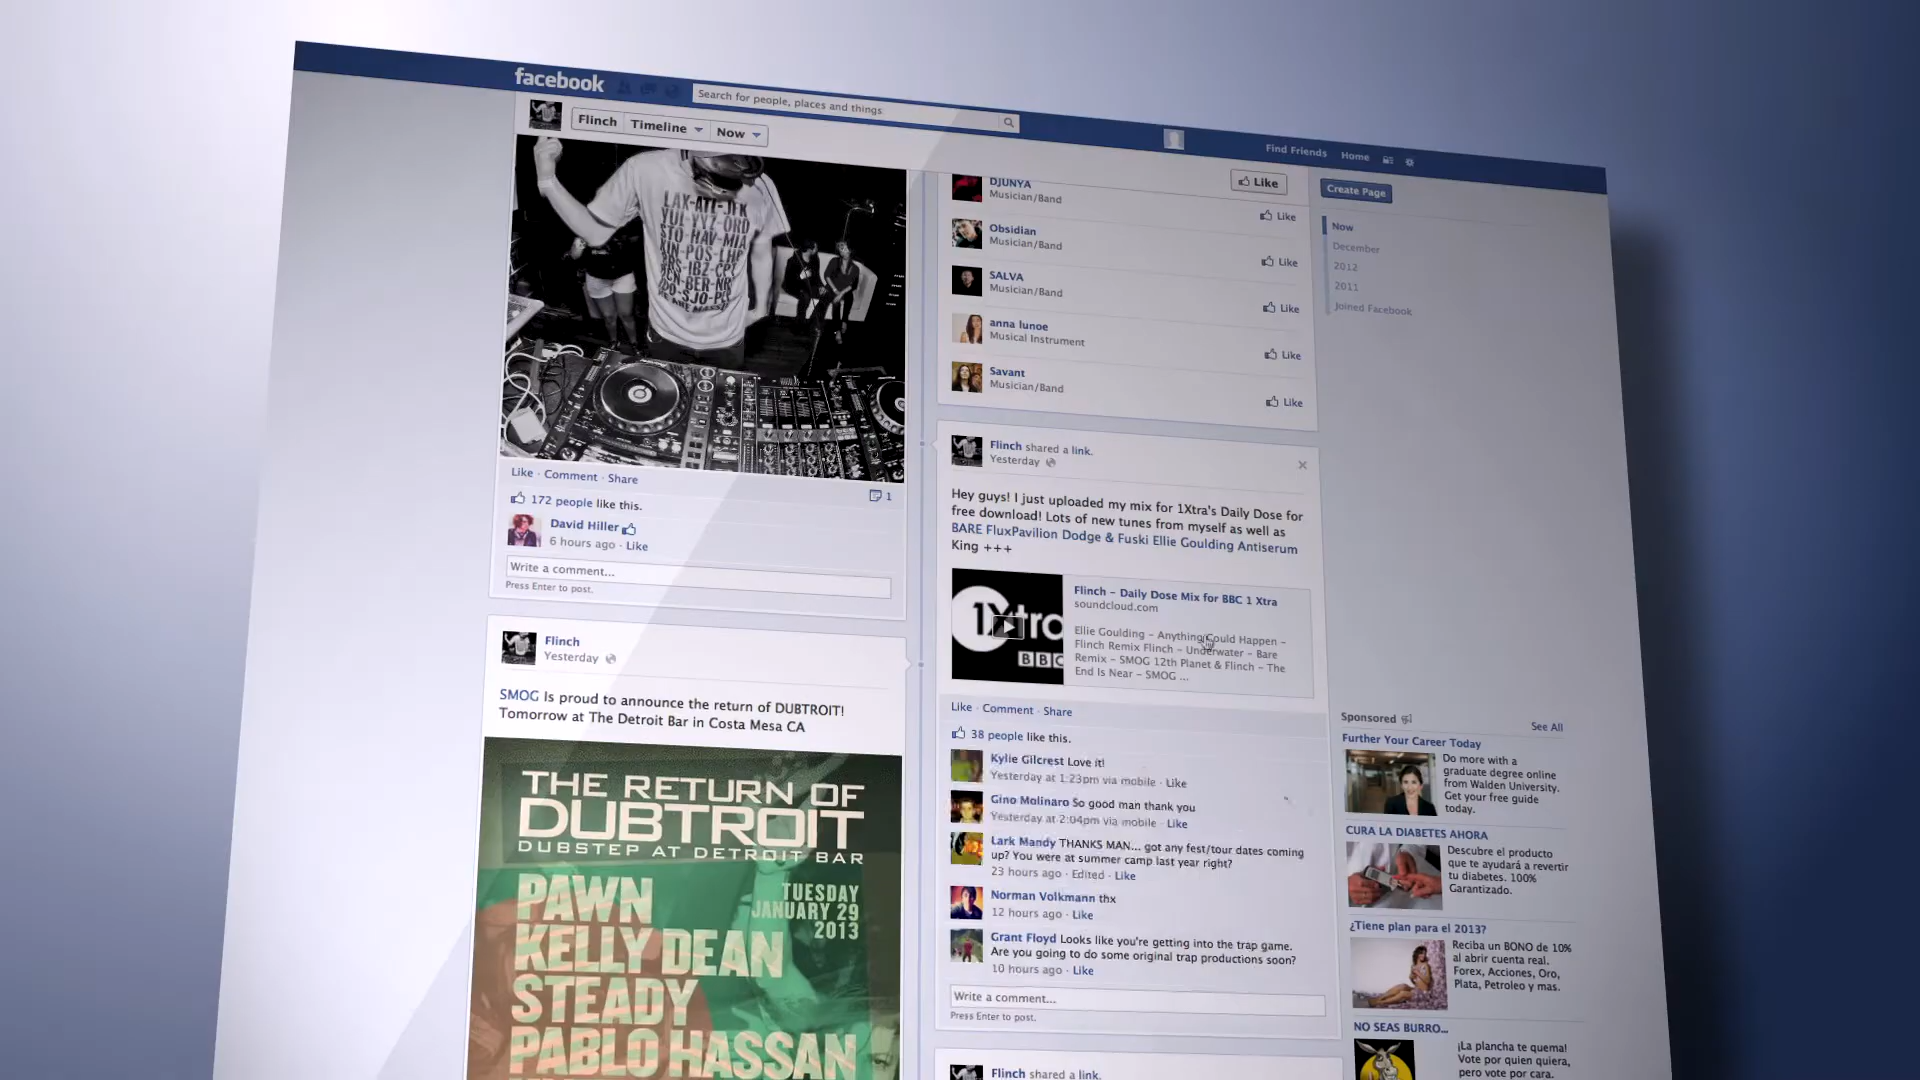 facebook
Search for people, places and things
Find Friends
Home
Flinch
Timeline
Now
LAX-ATL-JFK
YUL-YYZ-ORD
STO-HAV-MIA
Like · Comment · Share
1
172 people like this.
David Hiller
6 hours ago · Like
Write a comment...
Press Enter to post.
Flinch
Yesterday
SMOG Is proud to announce the return of DUBTROIT!
Tomorrow at The Detroit Bar in Costa Mesa CA
THE RETURN OF
DUBTROIT
DUBSTEP AT DETROIT BAR
TUESDAY
JANUARY 29
2013
PAWN
KELLY DEAN
STEADY
PABLO HASSAN
Like
DJUNYA
Musician/Band
Like
Obsidian
Musician/Band
Like
SALVA
Musician/Band
Like
anna lunoe
Musical Instrument
Like
Savant
Musician/Band
Like
Flinch shared a link.
Yesterday
Hey guys! I just uploaded my mix for 1Xtra's Daily Dose for
free download! Lots of new tunes from myself as well as
BARE FluxPavilion Dodge & Fuski Ellie Goulding Antiserum
King +++
1Xtra
BBC
Flinch – Daily Dose Mix for BBC 1 Xtra
soundcloud.com
Ellie Goulding – Anything Could Happen –
Flinch Remix Flinch – Underwater – Bare
Remix – SMOG 12th Planet & Flinch – The
End Is Near – SMOG ...
Like · Comment · Share
38 people like this.
Kylie Gilcrest Love it!
Yesterday at 1:23pm via mobile · Like
Gino Molinaro So good man thank you
Yesterday at 2:04pm via mobile · Like
Lark Mandy THANKS MAN... got any fest/tour dates coming
up? You were at summer camp last year right?
23 hours ago · Edited · Like
Norman Volkmann thx
12 hours ago · Like
Grant Floyd Looks like you're getting into the trap game.
Are you going to do some original trap productions soon?
10 hours ago · Like
Write a comment...
Press Enter to post.
Flinch shared a link.
Create Page
Now
December
2012
2011
Joined Facebook
Sponsored
See All
Further Your Career Today
Do more with a
graduate degree online
from Walden University.
Get your free guide
today.
CURA LA DIABETES AHORA
Descubre el producto
que te ayudará a revertir
tu diabetes. 100%
Garantizado.
¿Tiene plan para el 2013?
Reciba un BONO de 10%
al abrir cuenta real.
Forex, Acciones, Oro,
Plata, Petroleo y mas.
NO SEAS BURRO...
¡La plancha te quema!
Vote por quien quiera,
pero vote por cara.